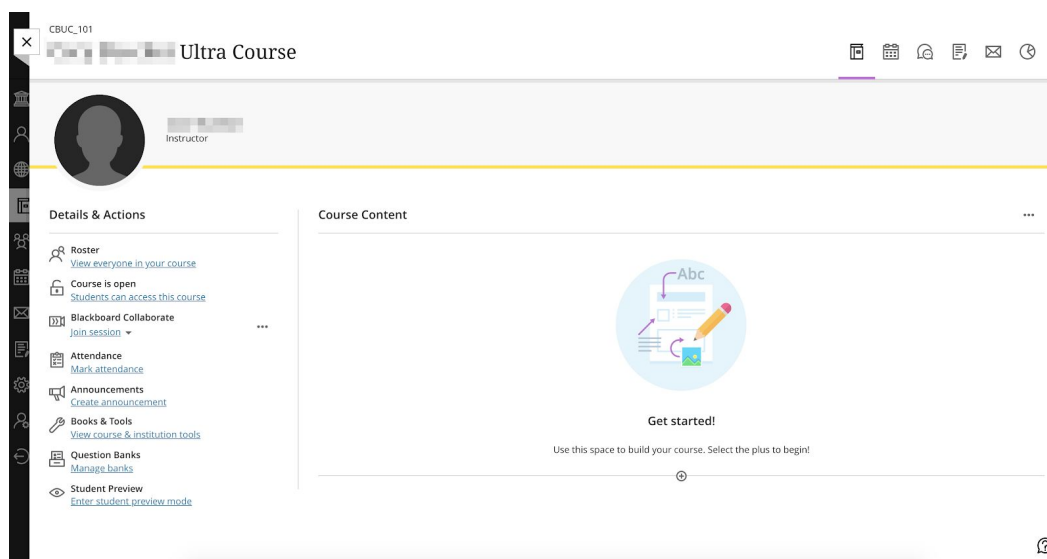 CBUC_101
Ultra Course
Instructor
Details & Actions
Roster
View everyone in your course
Course is open
Students can access this course
Blackboard Collaborate
Join session
Attendance
Mark attendance
Announcements
Create announcement
Books & Tools
View course & institution tools
Question Banks
Manage banks
Student Preview
Enter student preview mode
Course Content
Abc
Get started!
Use this space to build your course. Select the plus to begin!